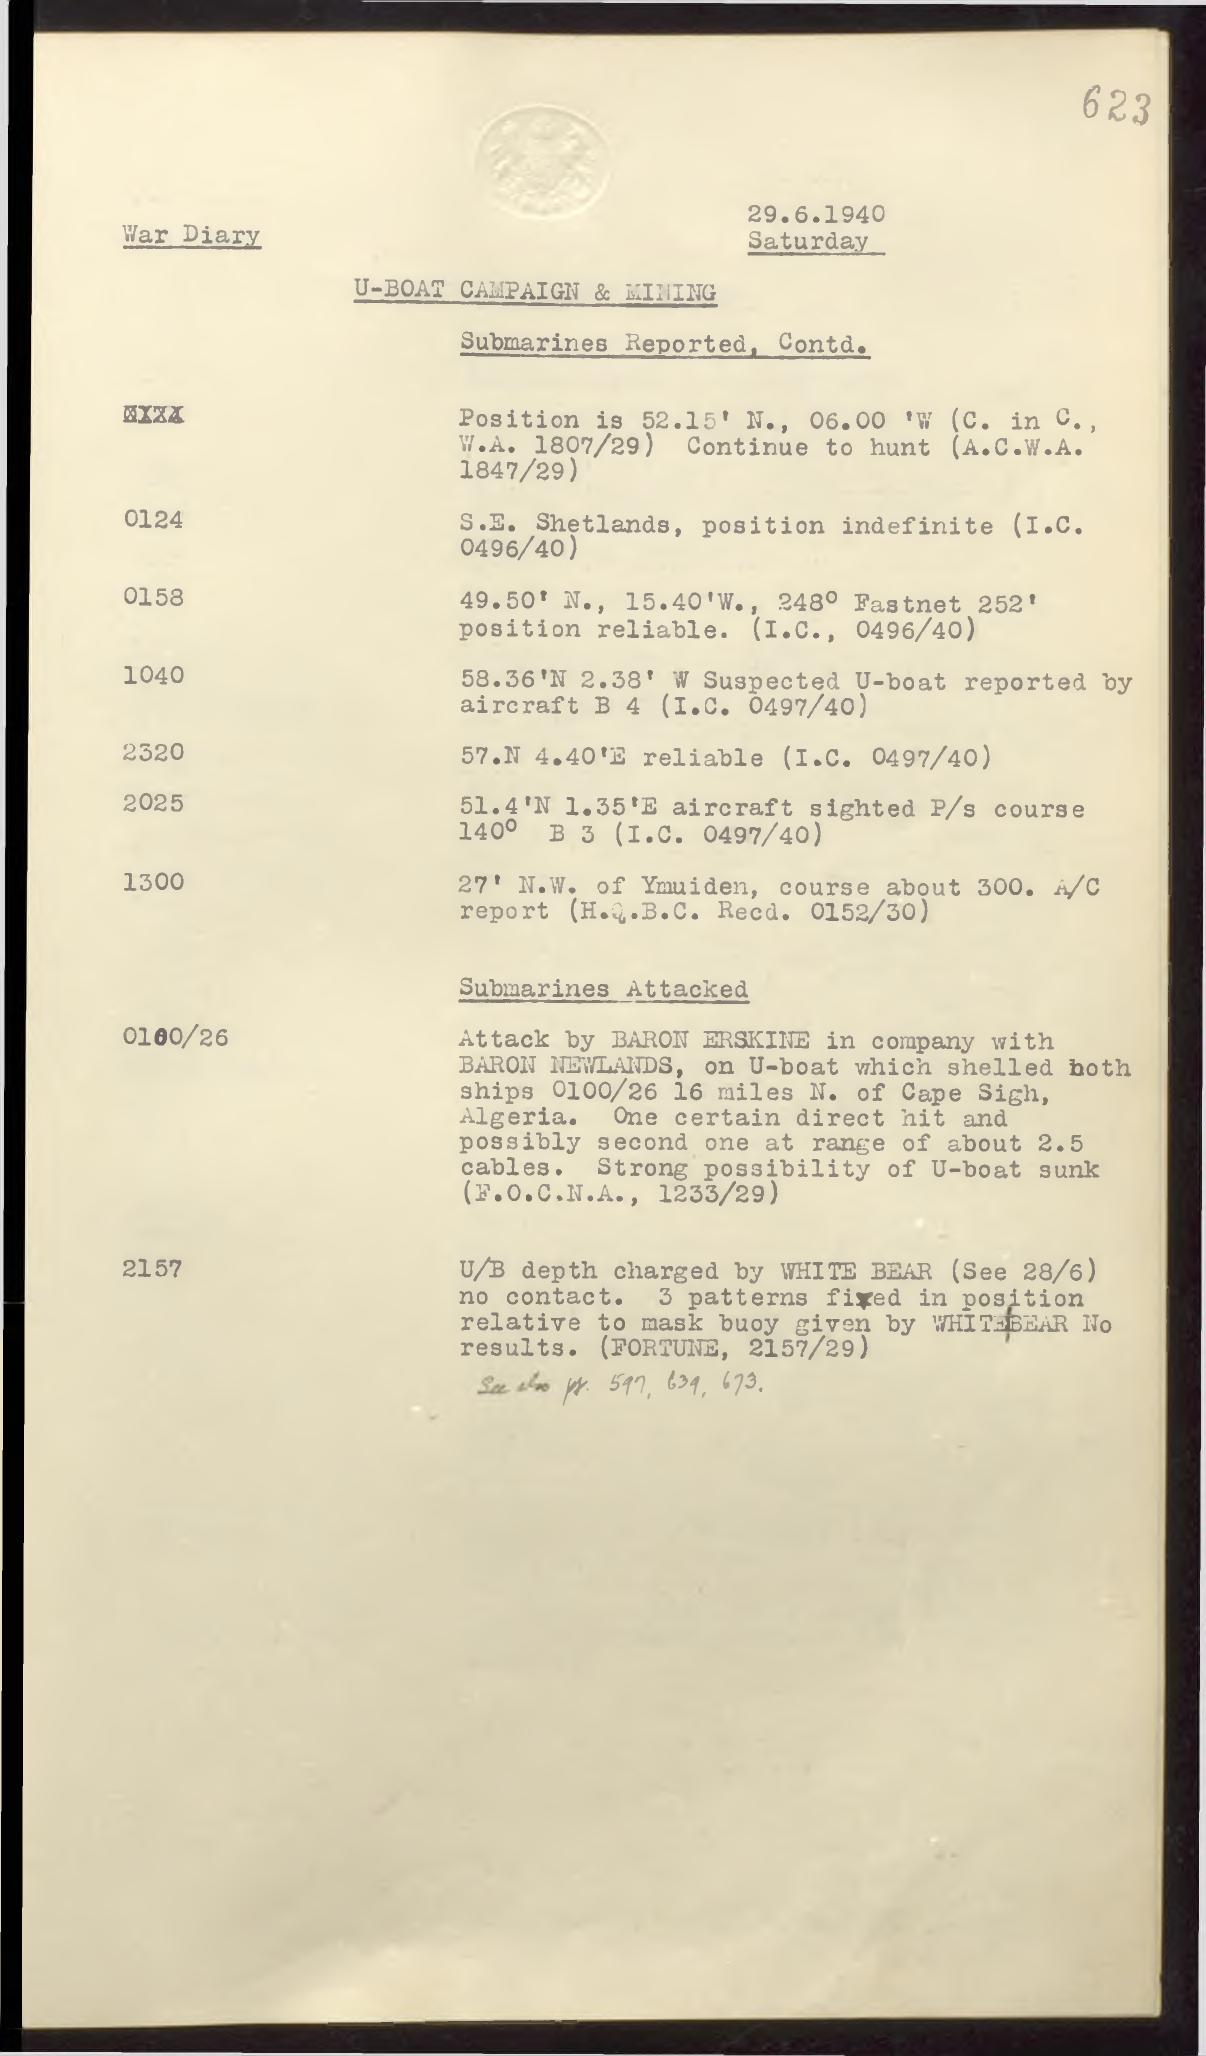 623
29.6.1940
War Diary
Saturday
U-BOAT CAMPAIGN & MINING
Submarines Reported, Contd.
Position is 52.15' N., 06.00 'W (C. in C.,
W.A. 1807/29) Continue to hunt (A.C.W.A.
1847/29)
0124 S.E. Shetlands, position indefinite (I.C.
0496/40)
0158 49.50' N., 15.40'W., 248° Fastnet 252'
position reliable. (I.C., 0496/40)
1040 58.36'N 2.38' W Suspected U-boat reported by
aircraft B 4 (I.C. 0497/40)
2320 57.N 4.40'E reliable (I.C. 0497/40)
2025 51.4'N 1.35'E aircraft sighted P/s course
140° B 3 (I.C. 0497/40)
1300 27' N.W. of Ymuiden, course about 300. A/C
report (H.Q.B.C. Recd. 0152/30)
Submarines Attacked
0100/26 Attack by BARON ERSKINE in company with
BARON NEWLANDS, on U-boat which shelled both
ships 0100/26 16 miles N. of Cape Sigh,
Algeria. One certain direct hit and
possibly second one at range of about 2.5
cables. Strong possibility of U-boat sunk
(F.O.C.N.A., 1233/29)
2157 U/B depth charged by WHITE BEAR (See 28/6)
no contact. 3 patterns fired in position
relative to mask buoy given by WHITE BEAR No
results. (FORTUNE, 2157/29)
See also pp. 597, 639, 673.